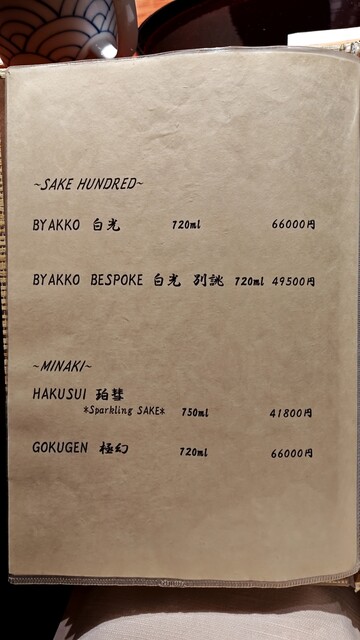 ~SAKE HUNDRED~
BYAKKO 白光 720ml 66000円
BYAKKO BESPOKE 白光 別誂 720ml 49500円
~MINAKI~
HAKUSUI 珀彗
*Sparkling SAKE* 750ml 41800円
GOKUGEN 極幻 720ml 66000円